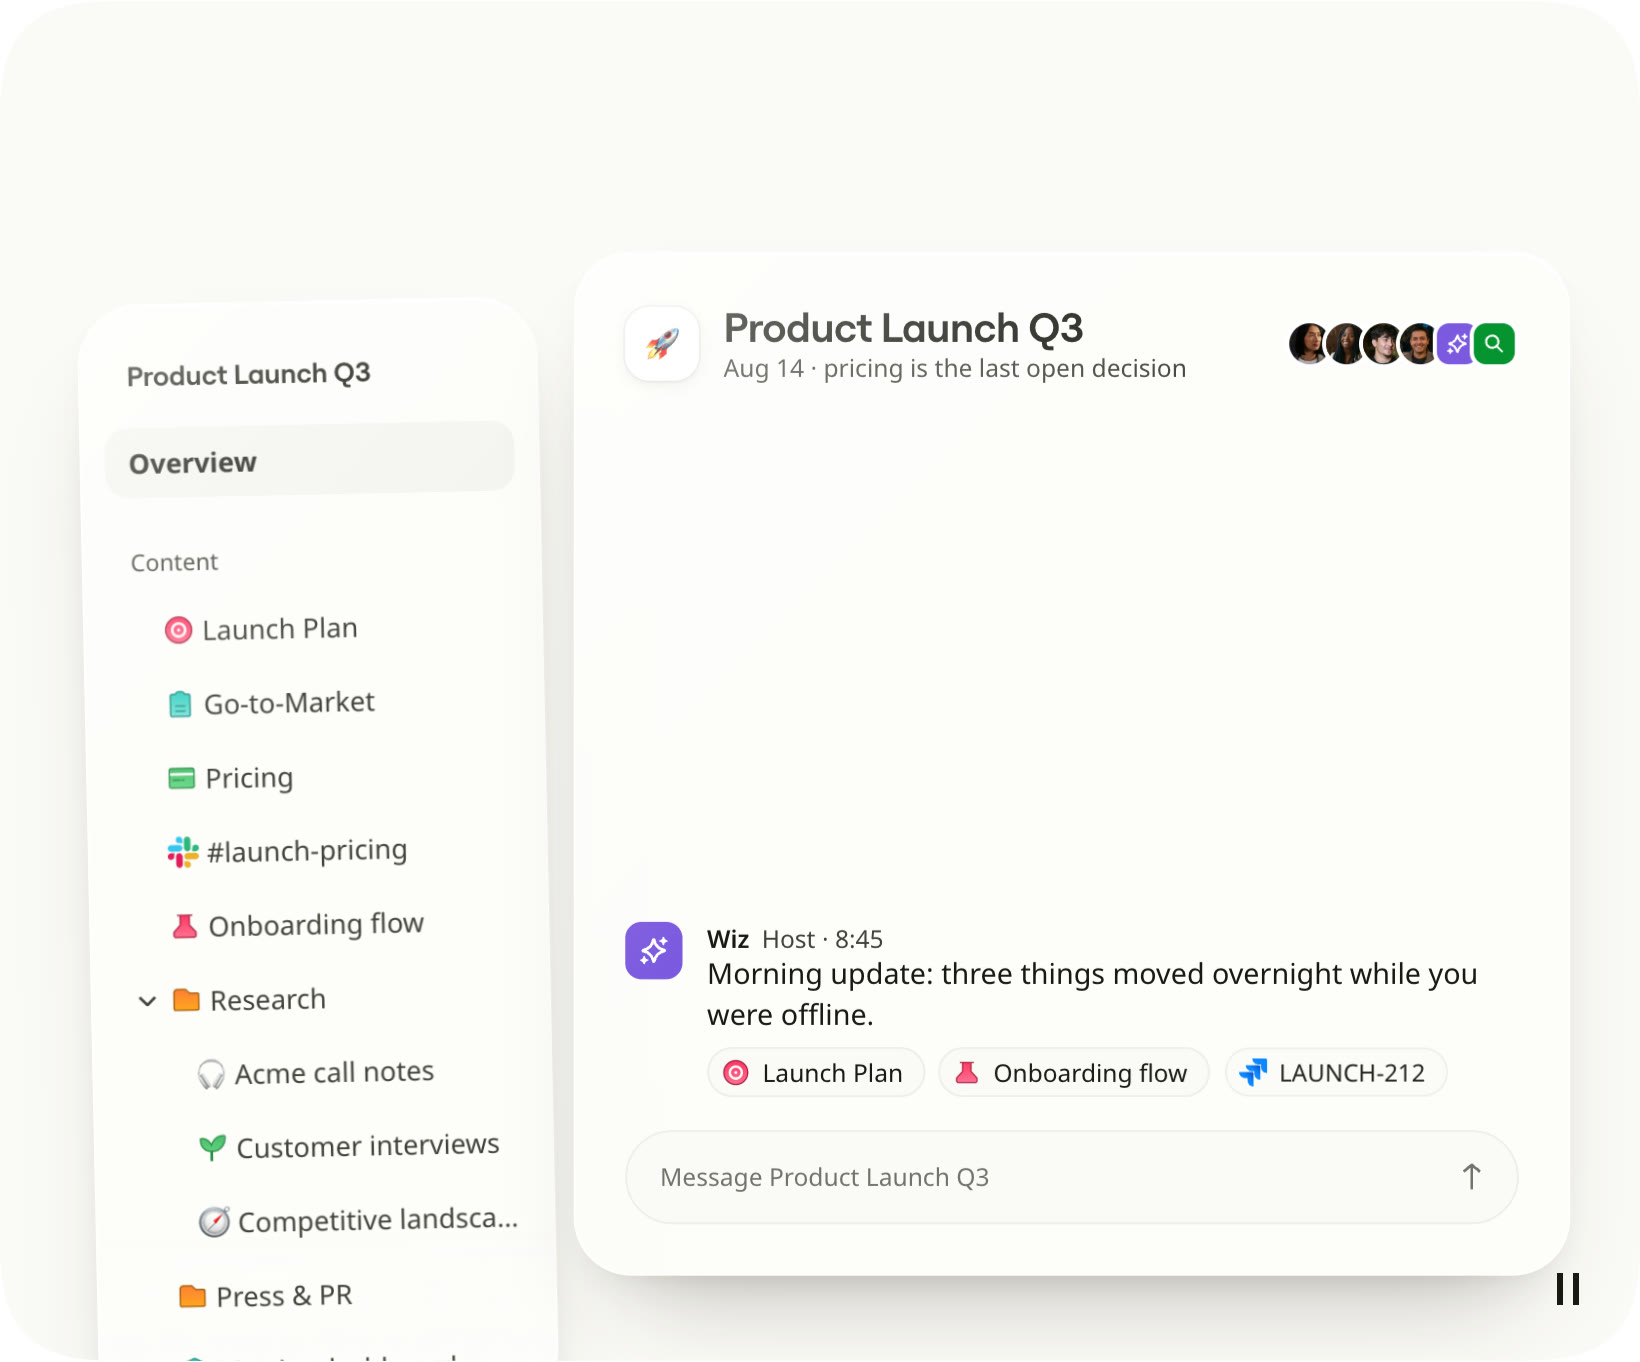 Product Launch Q3
Overview
Content
Launch Plan
Go-to-Market
Pricing
#launch-pricing
Onboarding flow
Research
Acme call notes
Customer interviews
Competitive landsca...
Press & PR
Product Launch Q3
Aug 14 · pricing is the last open decision
Wiz Host · 8:45
Morning update: three things moved overnight while you
were offline.
Launch Plan Onboarding flow LAUNCH-212
Message Product Launch Q3